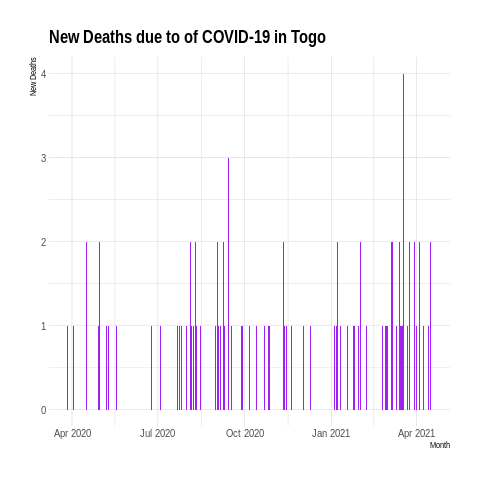 New Deaths due to of COVID-19 in Togo
New Deaths
4
3
2
1
0
Apr 2020 Jul 2020 Oct 2020 Jan 2021 Apr 2021
Month